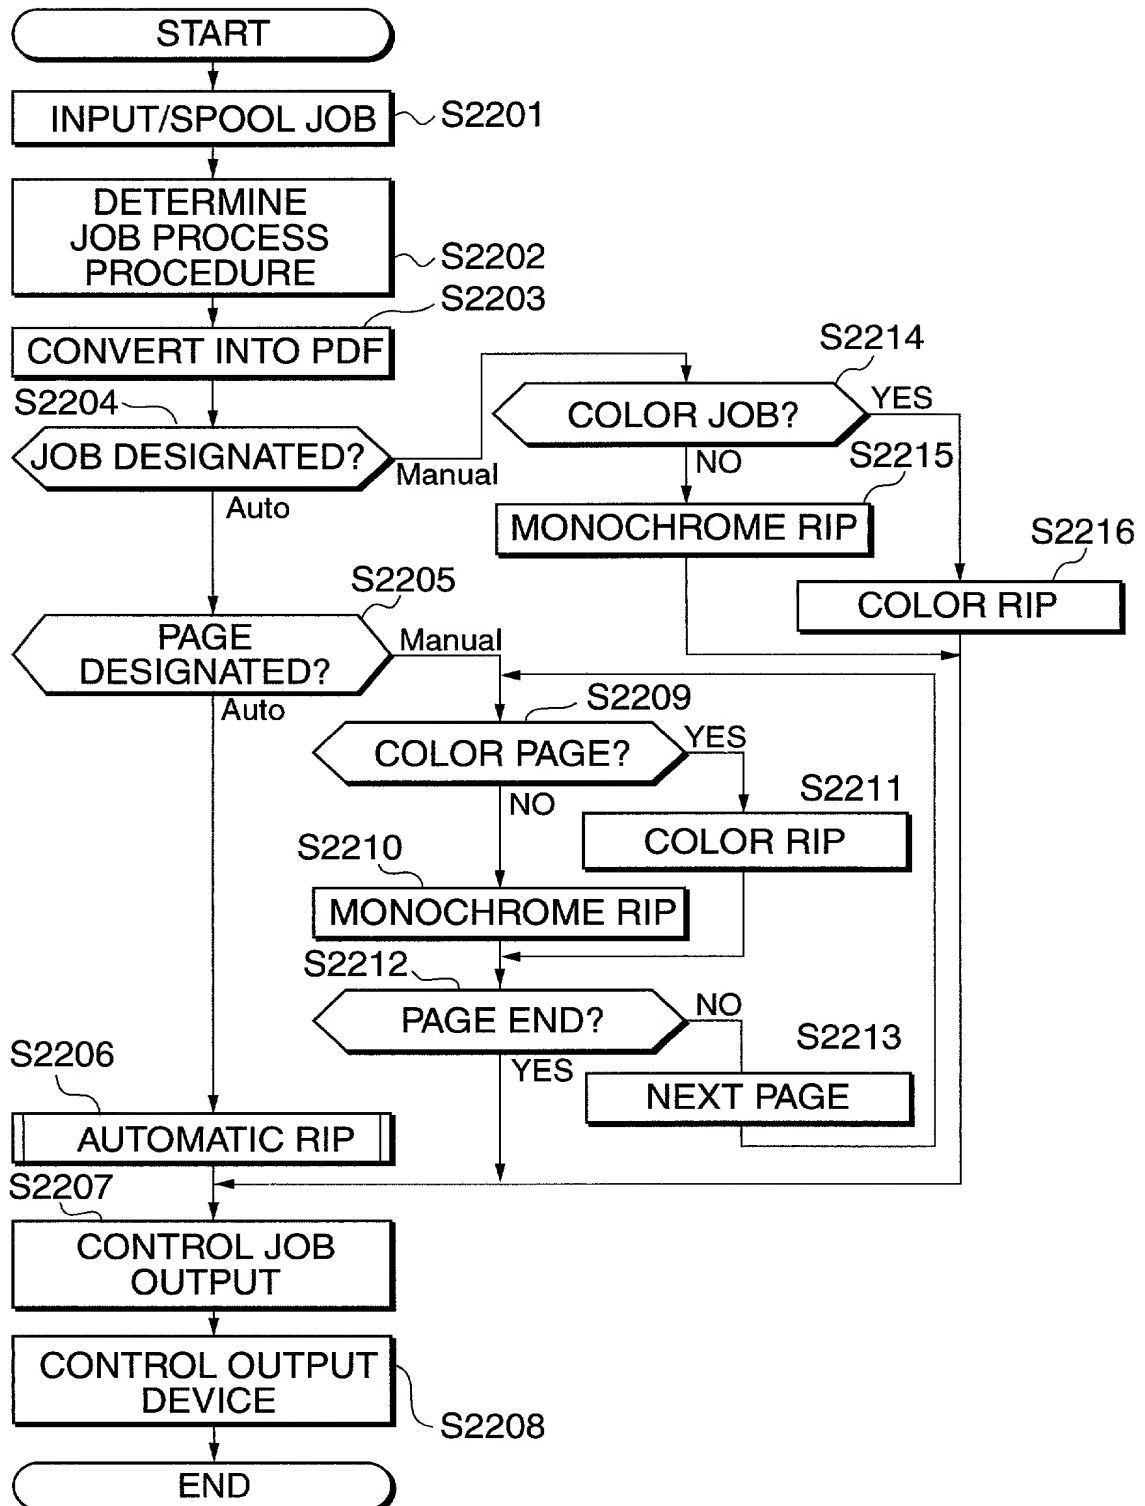 START
INPUT/SPOOL JOB
S2201
DETERMINE
JOB PROCESS
PROCEDURE
S2202
S2203
CONVERT INTO PDF
S2204
JOB DESIGNATED?
Manual
Auto
S2214
COLOR JOB?
YES
NO
S2215
MONOCHROME RIP
S2216
COLOR RIP
S2205
PAGE
DESIGNATED?
Manual
Auto
S2209
COLOR PAGE?
YES
NO
S2211
COLOR RIP
S2210
MONOCHROME RIP
S2212
PAGE END?
NO
YES
S2213
NEXT PAGE
S2206
AUTOMATIC RIP
S2207
CONTROL JOB
OUTPUT
CONTROL OUTPUT
DEVICE
S2208
END